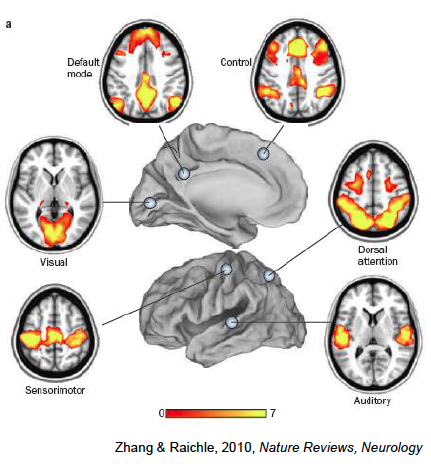 a
Default
mode
Control
Visual
Dorsal
attention
Sensorimotor
Auditory
0 7
Zhang & Raichle, 2010, Nature Reviews, Neurology